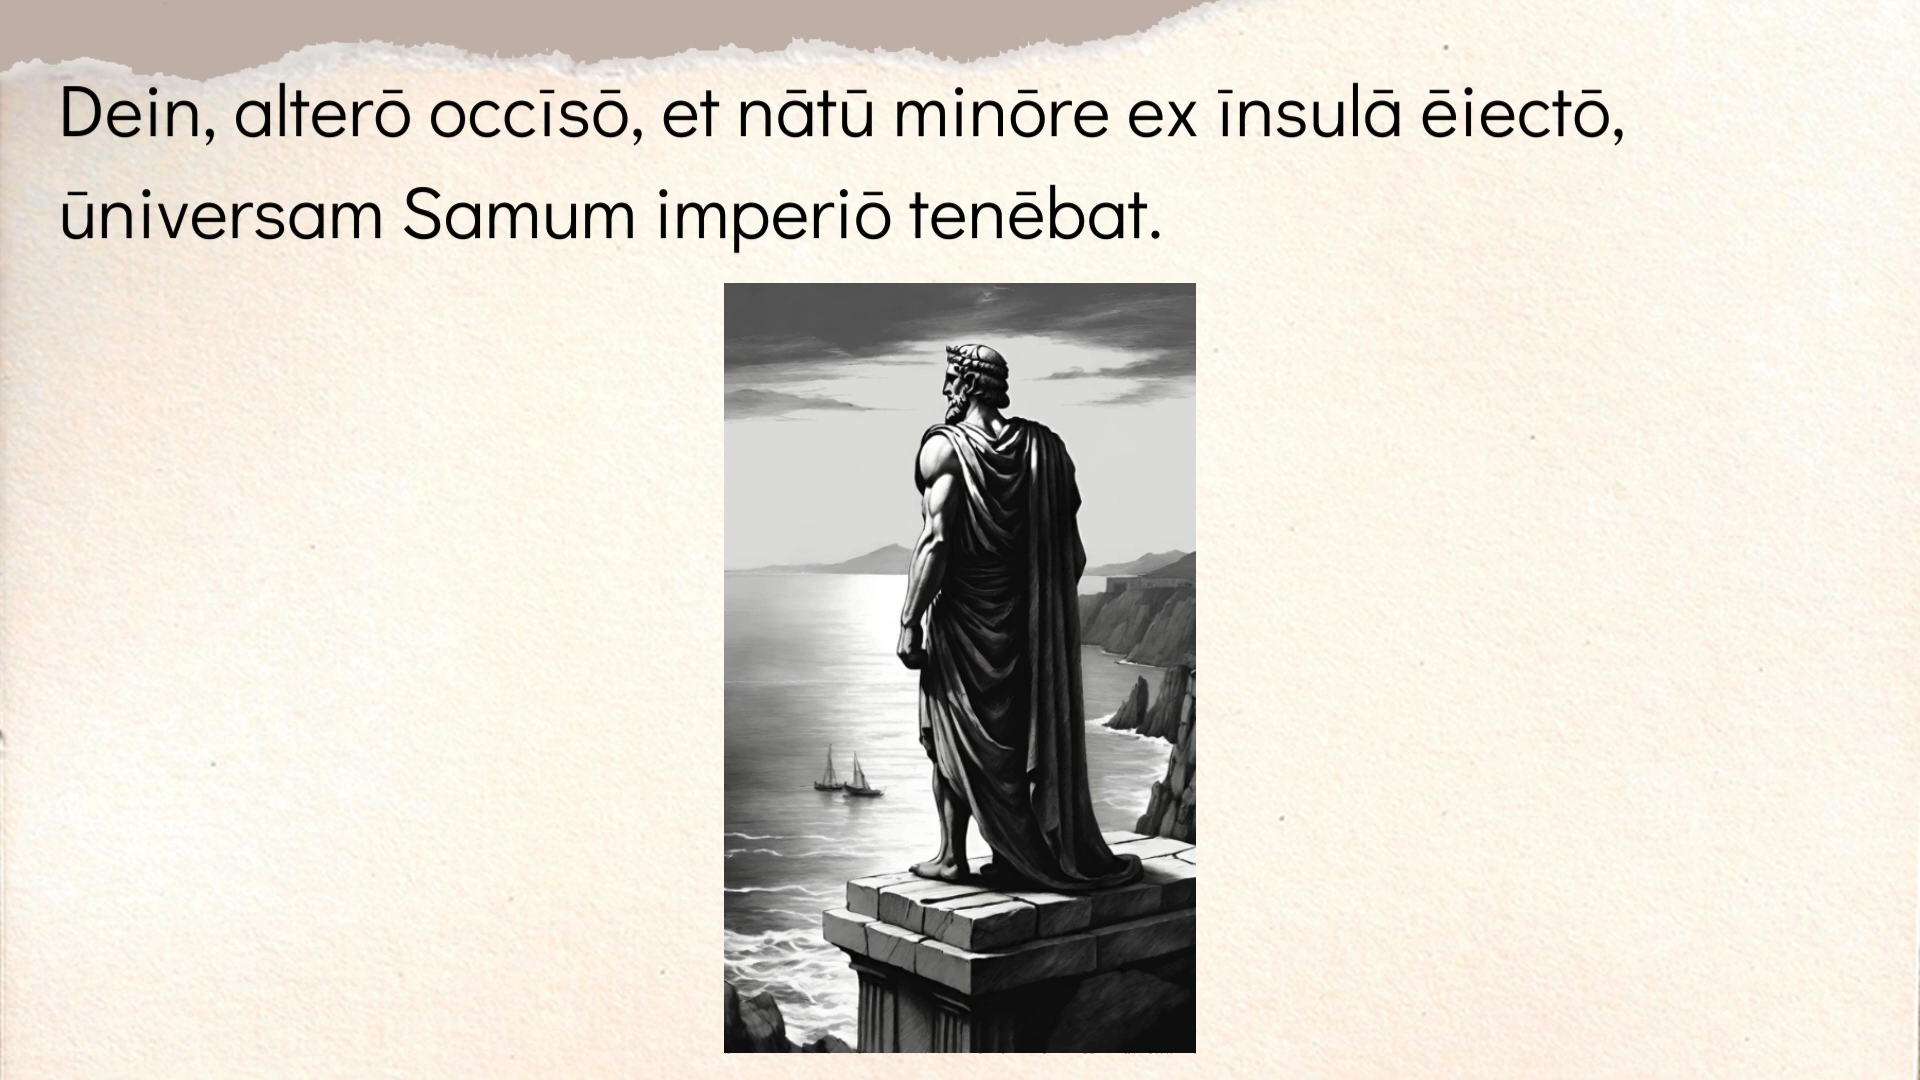 Dein, alterō occīsō, et nātū minōre ex īnsulā ēiectō,
ūniversam Samum imperiō tenēbat.